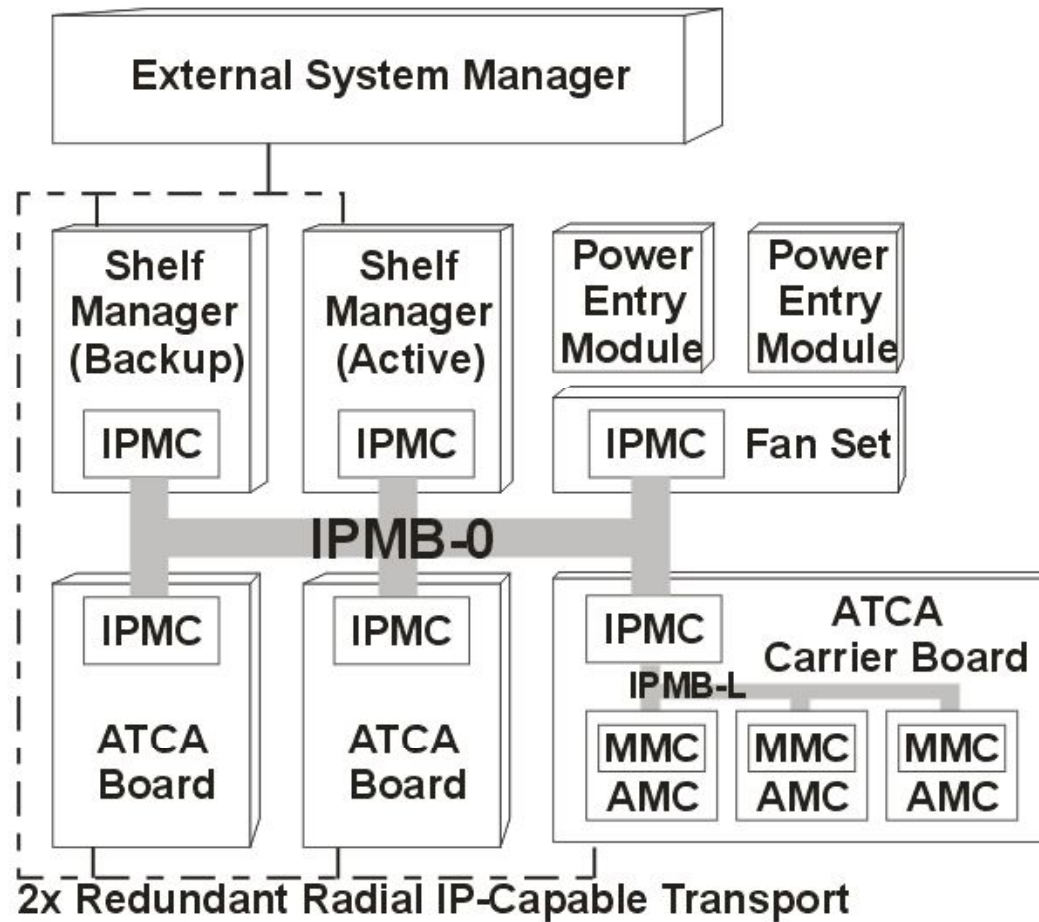 External System Manager
Shelf
Manager
(Backup)
IPMC
Shelf
Manager
(Active)
IPMC
Power
Entry
Module
Power
Entry
Module
IPMC
Fan Set
IPMB-0
IPMC
ATCA
Board
IPMC
ATCA
Board
IPMC
ATCA
Carrier Board
IPMB-L
MMC
AMC
MMC
AMC
MMC
AMC
2x Redundant Radial IP-Capable Transport